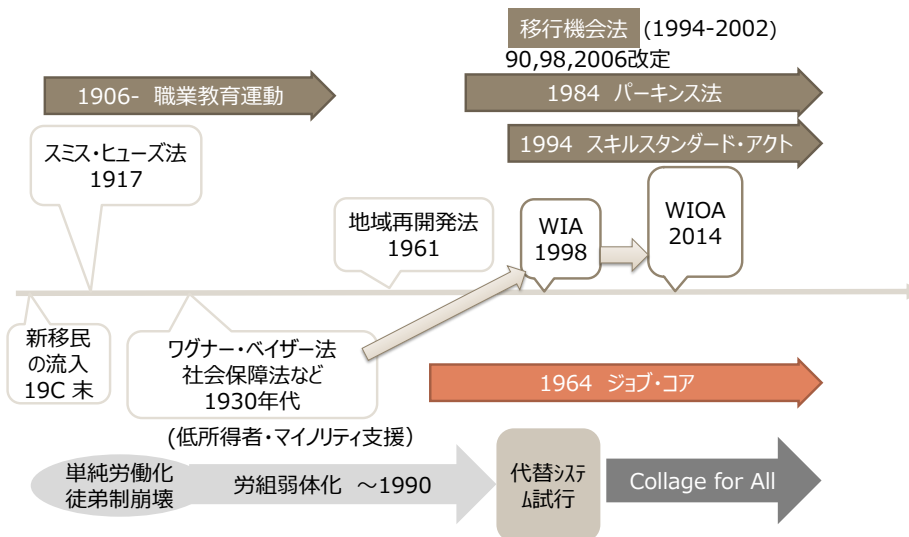 移行機会法 (1994-2002)
90,98,2006改定
1906- 職業教育運動
1984 パーキンス法
1994 スキルスタンダード・アクト
スミス・ヒューズ法
1917
地域再開発法
1961
WIA
1998
WIOA
2014
新移民
の流入
19C 末
ワグナー・ベイザー法
社会保障法など
1930年代
(低所得者・マイノリティ支援)
1964 ジョブ・コア
単純労働化
徒弟制崩壊
労組弱体化 ～1990
代替システ
ム試行
Collage for All